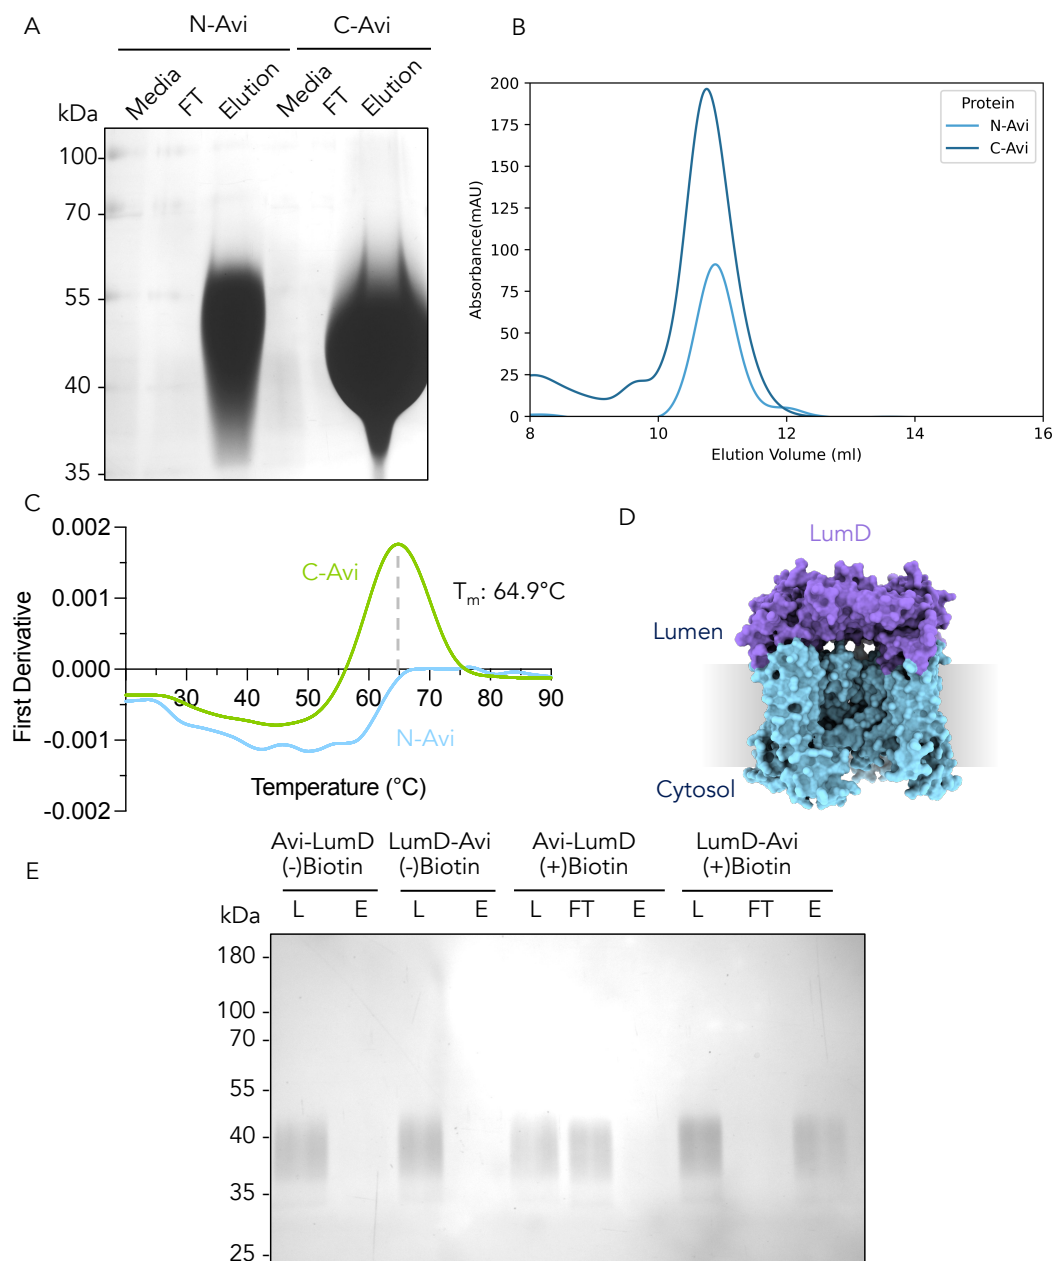 A
N-Avi
C-Avi
Media
FT
Elution
Media
FT
Elution
kDa
100
70
55
40
35
B
200
175
150
125
100
75
50
25
0
8
10
12
14
16
Absorbance(mAU)
Elution Volume (ml)
Protein
N-Avi
C-Avi
C
0.002
0.001
0.000
-0.001
-0.002
First Derivative
C-Avi
Tm: 64.9°C
30 40 50 60 70 80 90
N-Avi
Temperature (°C)
D
LumD
Lumen
Cytosol
E
Avi-LumD LumD-Avi Avi-LumD LumD-Avi
(-)Biotin (-)Biotin (+)Biotin (+)Biotin
kDa L E L E L FT E L FT E
180
100
70
55
40
35
25